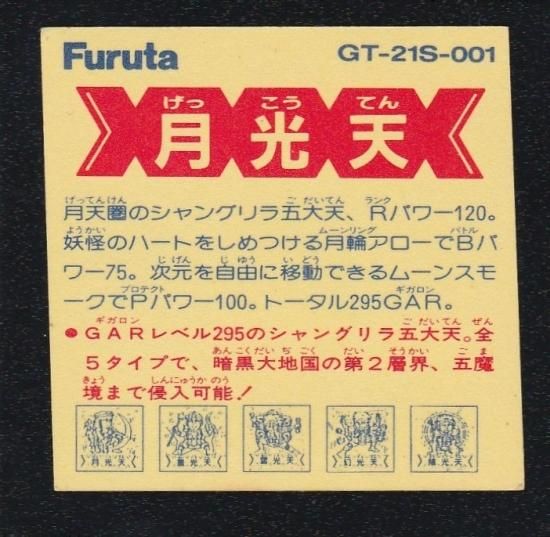 Furuta GT-21S-001
げっ こう てん
月光天
げってんけん ご だいてん ランク
月天圏のシャングリラ五大天、Rパワー120。
ようかい ムーンリング バトル
妖怪のハートをしめつける月輪アローでBパ
じげん じゆう いどう
ワー75。次元を自由に移動できるムーンスモ
プロテクト ギガロン
ークでPパワー100。トータル295GAR。
ギガロン ご だいてん ぜん
●GARレベル295のシャングリラ五大天。全
あんこくだい ぢ ごく だい そうかい ご ま
5タイプで、暗黒大地国の第2層界、五魔
きょう しんにゅうか のう
境まで侵入可能!
月光天 光天 光天 幻光天 陽光天